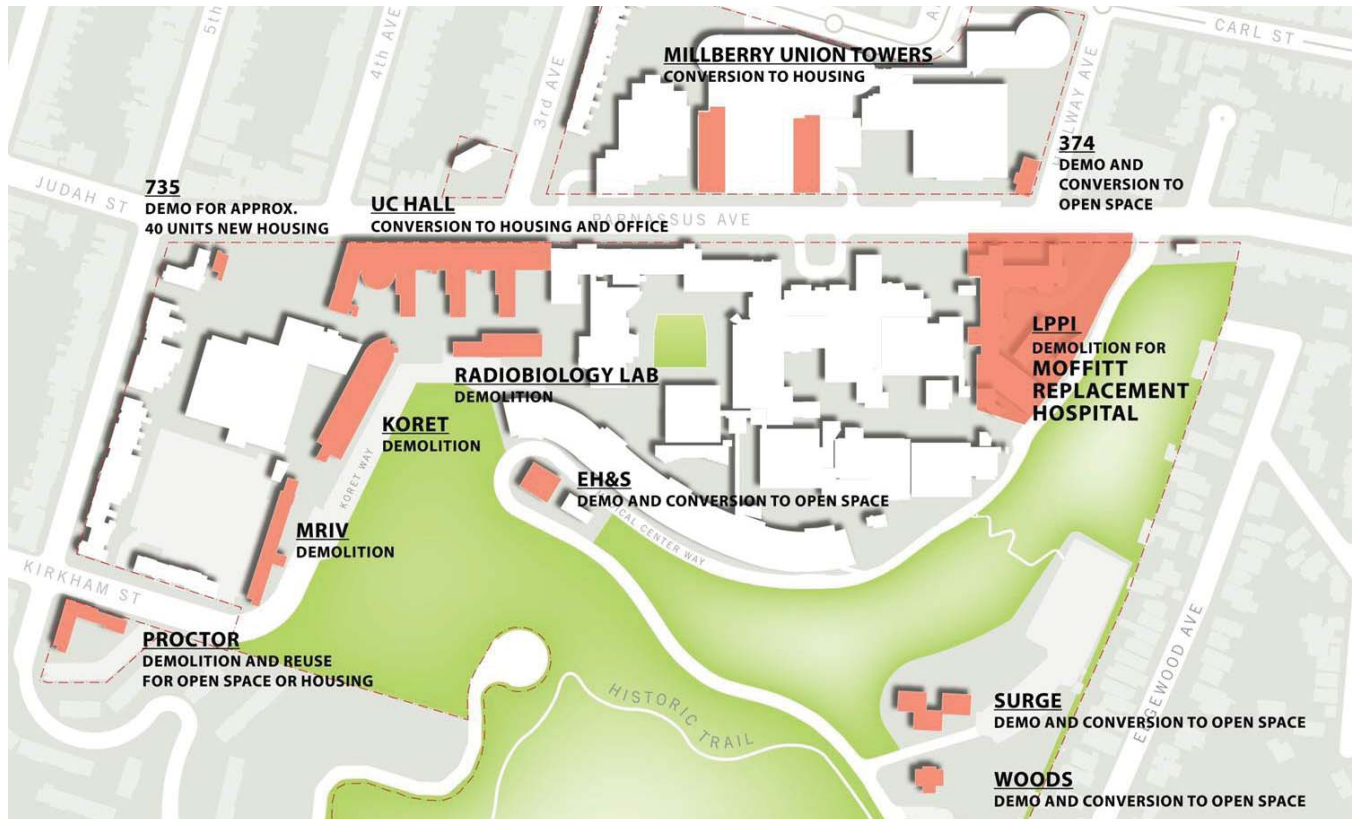 CARL ST
5th
4th AVE
3rd AVE
MILLBERRY UNION TOWERS
CONVERSION TO HOUSING
374
DEMO AND
CONVERSION TO
OPEN SPACE
JUDAH ST
735
DEMO FOR APPROX.
40 UNITS NEW HOUSING
UC HALL
CONVERSION TO HOUSING AND OFFICE
PARNASSUS AVE
LPPI
DEMOLITION FOR
MOFFITT
REPLACEMENT
HOSPITAL
RADIOBIOLOGY LAB
DEMOLITION
KORET
DEMOLITION
KORET WAY
EH&S
DEMO AND CONVERSION TO OPEN SPACE
CENTER WAY
MRIV
DEMOLITION
KIRKHAM ST
PROCTOR
DEMOLITION AND REUSE
FOR OPEN SPACE OR HOUSING
HISTORIC TRAIL
EDGEWOOD AVE
SURGE
DEMO AND CONVERSION TO OPEN SPACE
WOODS
DEMO AND CONVERSION TO OPEN SPACE